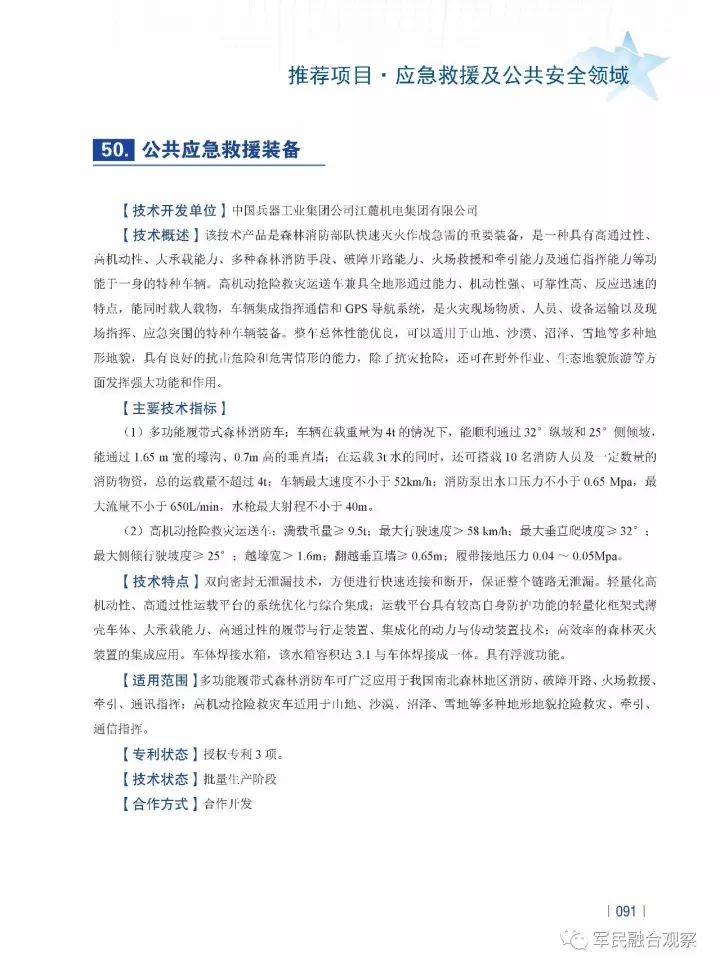 推荐项目·应急救援及公共安全领域
50. 公共应急救援装备
【技术开发单位】中国兵器工业集团公司江麓机电集团有限公司
【技术概述】该技术产品是森林消防部队快速灭火作战急需的重要装备，是一种具有高通过性、
高机动性、大承载能力、多种森林消防手段、破障开路能力、火场救援和牵引能力及通信指挥能力等功
能于一身的特种车辆。高机动抢险救灾运送车兼具全地形通过能力、机动性强、可靠性高、反应迅速的
特点，能同时载人载物，车辆集成指挥通信和 GPS 导航系统，是火灾现场物质、人员、设备运输以及现
场指挥、应急突围的特种车辆装备。整车总体性能优良，可以适用于山地、沙漠、沼泽、雪地等多种地
形地貌，具有良好的抗击危险和危害情形的能力，除了抗灾抢险，还可在野外作业、生态地貌旅游等方
面发挥强大功能和作用。
【主要技术指标】
（1）多功能履带式森林消防车：车辆在载重量为 4t 的情况下，能顺利通过 32° 纵坡和 25° 侧倾坡，
能通过 1.65 m 宽的壕沟、0.7m 高的垂直墙；在运载 3t 水的同时，还可搭载 10 名消防人员及一定数量的
消防物资，总的运载量不超过 4t；车辆最大速度不小于 52km/h；消防泵出水口压力不小于 0.65 Mpa，最
大流量不小于 650L/min，水枪最大射程不小于 40m。
（2）高机动抢险救灾运送车：满载重量≥ 9.5t；最大行驶速度> 58 km/h；最大垂直爬坡度≥ 32°；
最大侧倾行驶坡度≥ 25°；越壕宽> 1.6m；翻越垂直墙≥ 0.65m；履带接地压力 0.04 ～ 0.05Mpa。
【技术特点】双向密封无泄漏技术，方便进行快速连接和断开，保证整个链路无泄漏。轻量化高
机动性、高通过性运载平台的系统优化与综合集成；运载平台具有较高自身防护功能的轻量化框架式薄
壳车体、大承载能力、高通过性的履带与行走装置、集成化的动力与传动装置技术；高效率的森林灭火
装置的集成应用。车体焊接水箱，该水箱容积达 3.1 与车体焊接成一体。具有浮渡功能。
【适用范围】多功能履带式森林消防车可广泛应用于我国南北森林地区消防、破障开路、火场救援、
牵引、通讯指挥；高机动抢险救灾车适用于山地、沙漠、沼泽、雪地等多种地形地貌抢险救灾、牵引、
通信指挥。
【专利状态】授权专利 3 项。
【技术状态】批量生产阶段
【合作方式】合作开发
| 091 |
军民融合观察